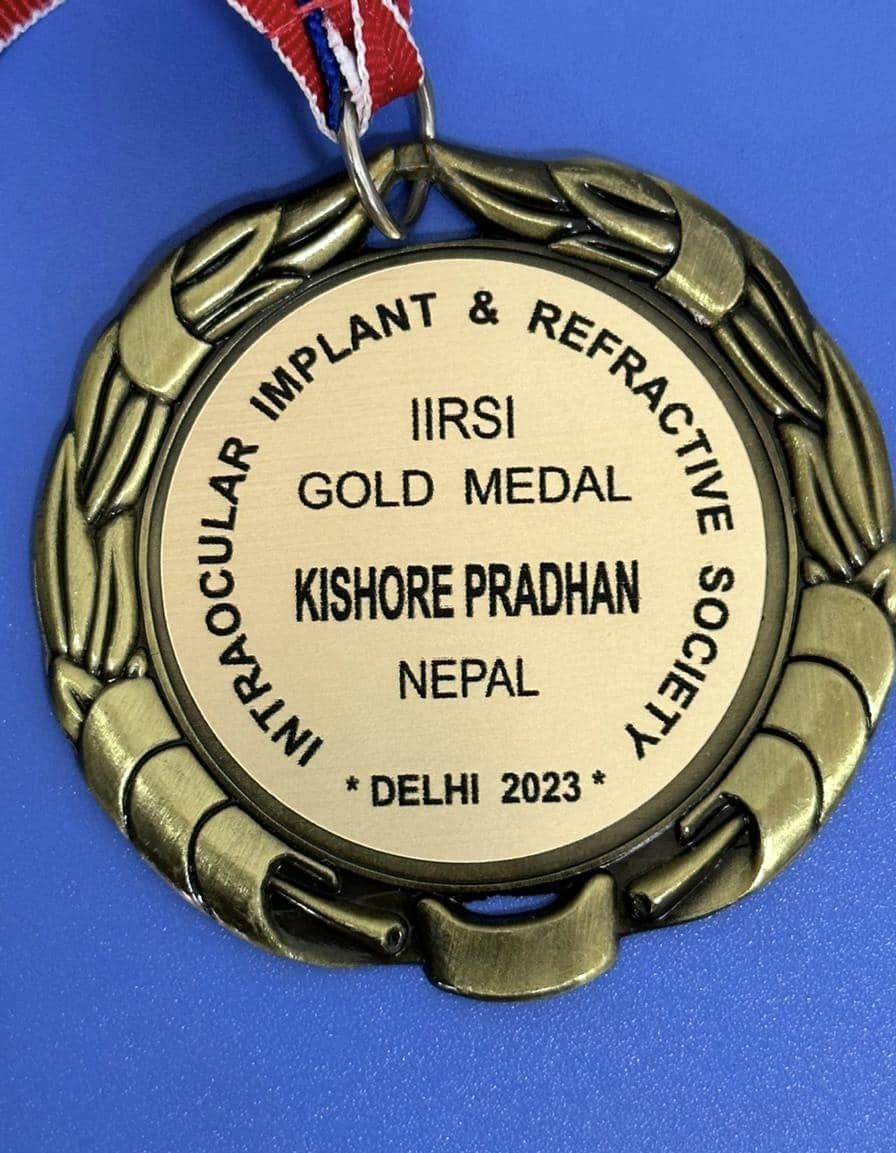 INTRAOCULAR IMPLANT & REFRACTIVE SOCIETY
IIRSI
GOLD MEDAL
KISHORE PRADHAN
NEPAL
* DELHI 2023 *